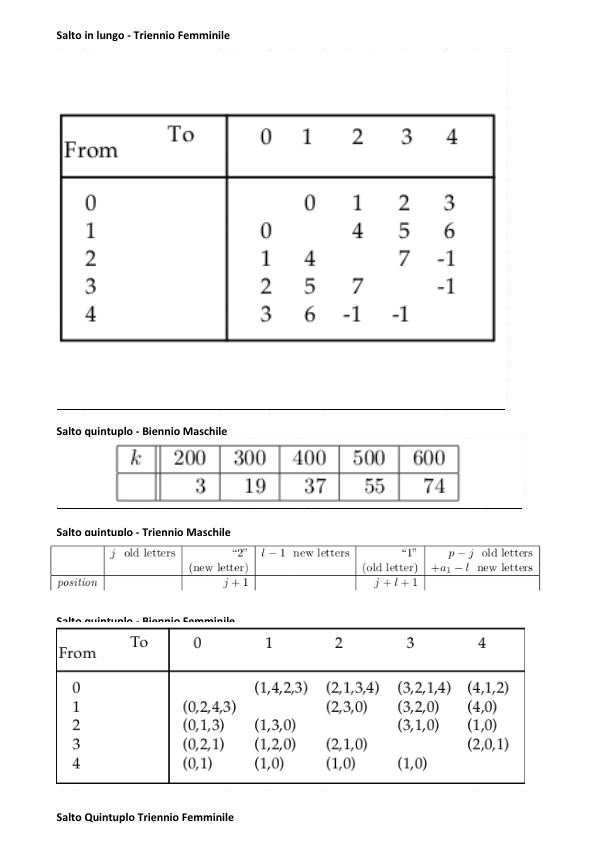 Salto in lungo - Triennio Femminile
To 0 1 2 3 4
From
0 0 1 2 3
1 0 4 5 6
2 1 4 7 -1
3 2 5 7 -1
4 3 6 -1 -1
Salto quintuplo - Biennio Maschile
k 200 300 400 500 600
3 19 37 55 74
Salto quintuplo - Triennio Maschile
j old letters “2” l − 1 new letters “1” p − j old letters
(new letter) (old letter) +a₁ − l new letters
position j + 1 j + l + 1
Salto quintuplo - Biennio Femminile
To 0 1 2 3 4
From
0 (1,4,2,3) (2,1,3,4) (3,2,1,4) (4,1,2)
1 (0,2,4,3) (2,3,0) (3,2,0) (4,0)
2 (0,1,3) (1,3,0) (3,1,0) (1,0)
3 (0,2,1) (1,2,0) (2,1,0) (2,0,1)
4 (0,1) (1,0) (1,0) (1,0)
Salto Quintuplo Triennio Femminile